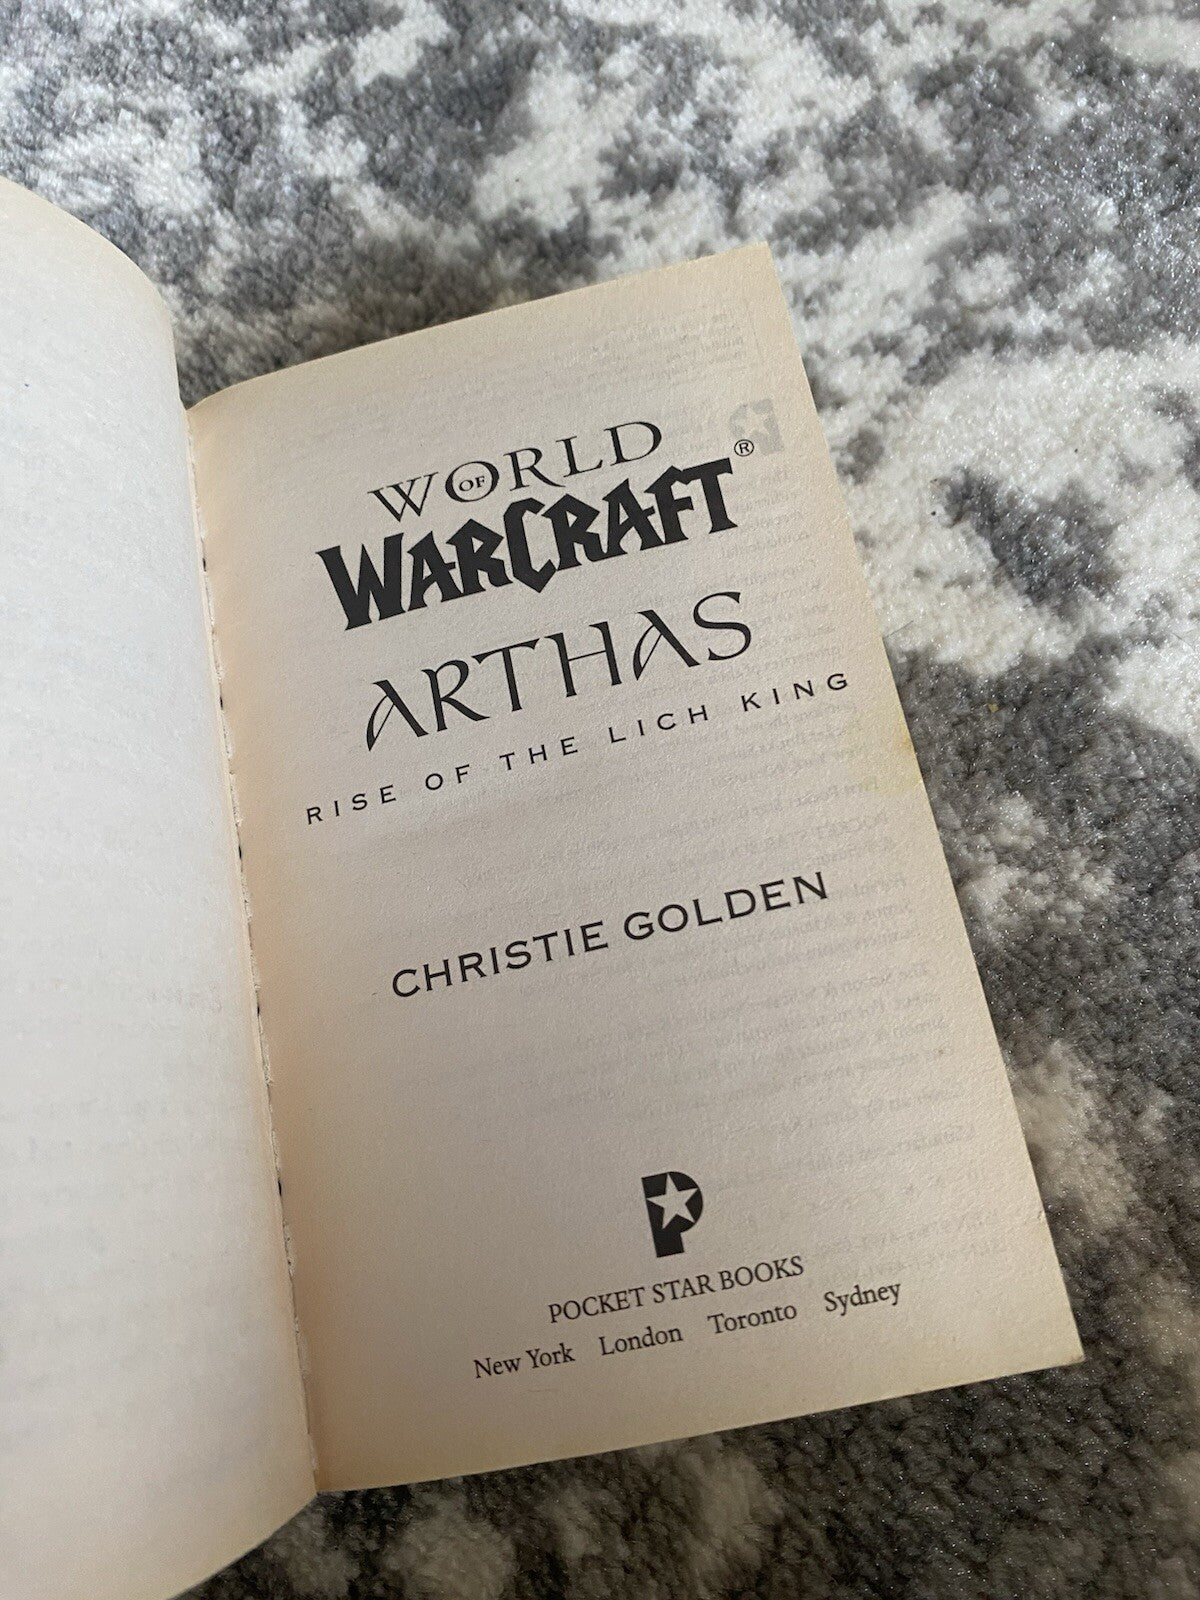 WORLD
OF
WARCRAFT®
ARTHAS
RISE OF THE LICH KING
CHRISTIE GOLDEN
P
POCKET STAR BOOKS
New York London Toronto Sydney